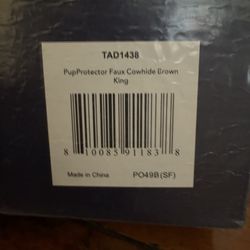 TAD1438
PupProtector Faux Cowhide Brown
King
8 10085 91183 8
Made in China PO49B(SF)